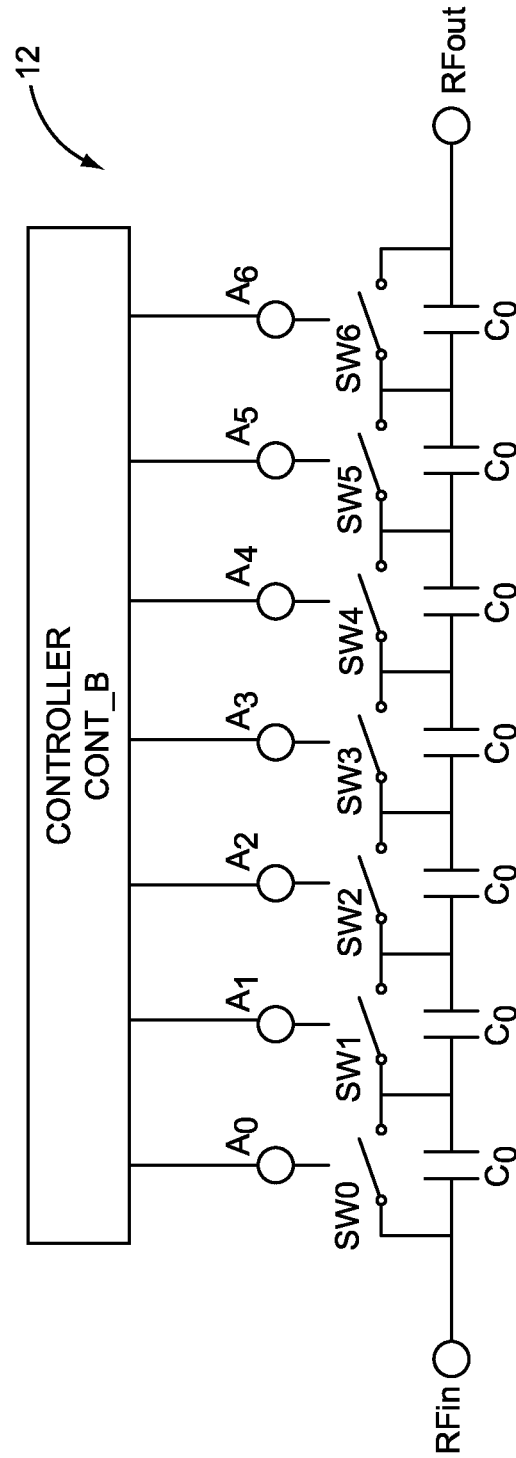 12
CONTROLLER
CONT_B
A0 A1 A2 A3 A4 A5 A6
SW0 SW1 SW2 SW3 SW4 SW5 SW6
RFin RFout
C0 C0 C0 C0 C0 C0 C0